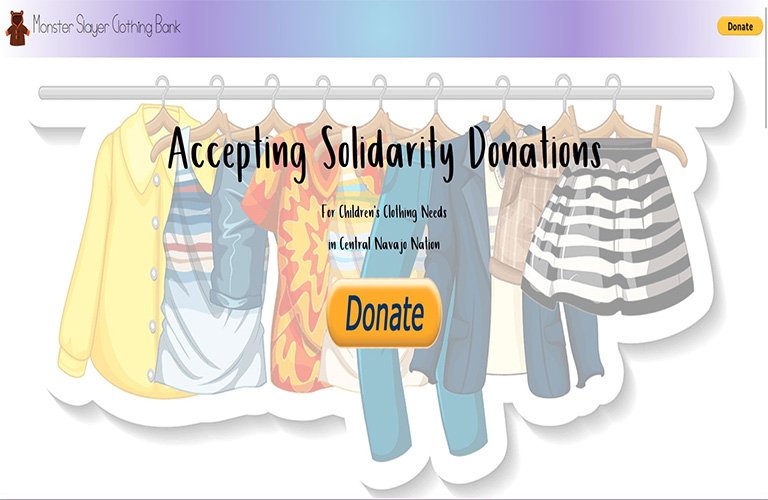 Monster Slayer Clothing Bank
Donate
Accepting Solidarity Donations
For Children's Clothing Needs
in Central Navajo Nation
Donate